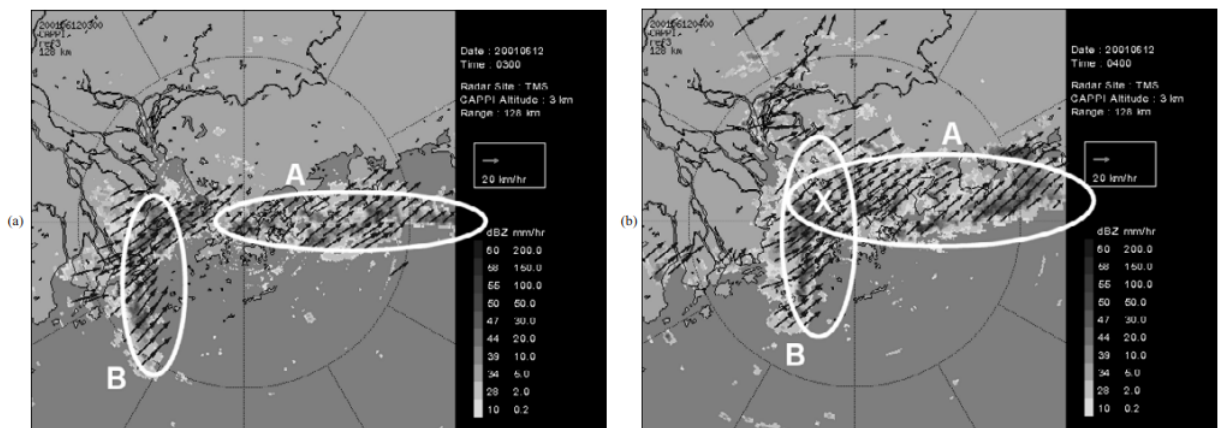 (a)
200106120300
CAPPI
ref3
128 km
A
B
Date : 20010612
Time : 0300
Radar Site : TMS
CAPPI Altitude : 3 km
Range : 128 km
20 km/hr
dBZ mm/hr
60 200.0
58 150.0
55 100.0
50 50.0
47 30.0
44 20.0
39 10.0
34 5.0
28 2.0
10 0.2
(b)
200106120400
CAPPI
ref3
128 km
A
X
B
Date : 20010612
Time : 0400
Radar Site : TMS
CAPPI Altitude : 3 km
Range : 128 km
20 km/hr
dBZ mm/hr
60 200.0
58 150.0
55 100.0
50 50.0
47 30.0
44 20.0
39 10.0
34 5.0
28 2.0
10 0.2